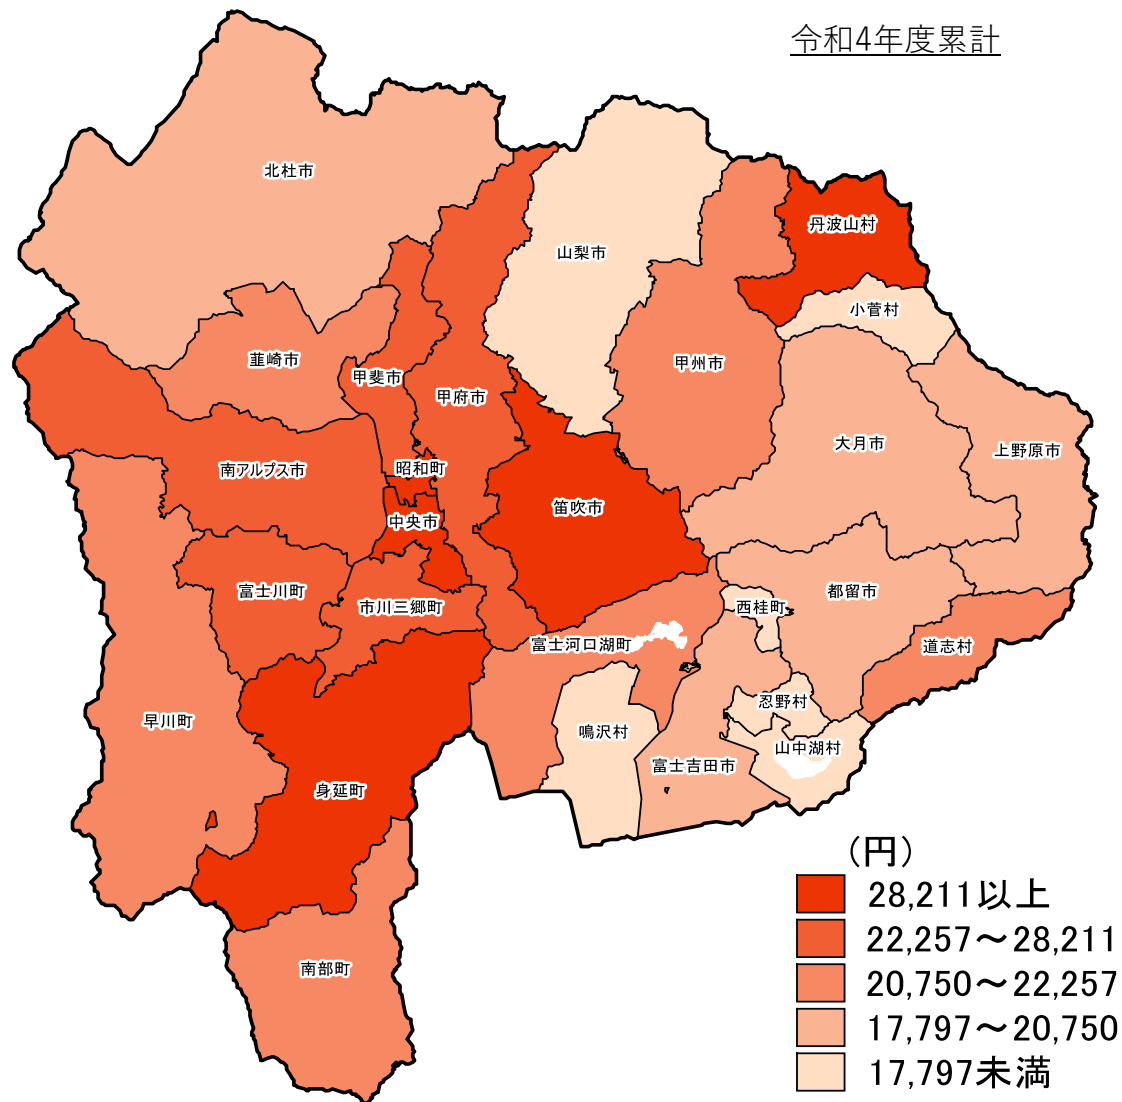 令和4年度累計
北杜市
丹波山村
山梨市
小菅村
韮崎市
甲斐市
甲州市
甲府市
大月市
上野原市
南アルプス市
昭和町
笛吹市
中央市
富士川町
市川三郷町
都留市
西桂町
富士河口湖町
道志村
忍野村
早川町
鳴沢村
山中湖村
富士吉田市
身延町
南部町
(円)
28,211以上
22,257～28,211
20,750～22,257
17,797～20,750
17,797未満